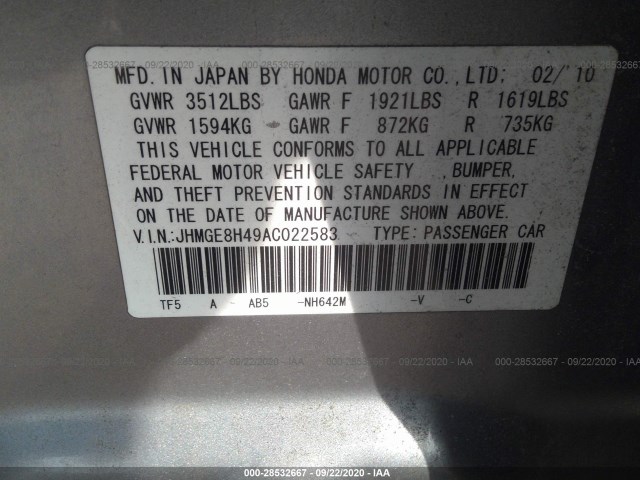 000-28532667 - 09/22/2020 - IAA
MFD. IN JAPAN BY HONDA MOTOR CO.,LTD: 02/'10
GVWR 3512LBS GAWR F 1921LBS R 1619LBS
GVWR 1594KG GAWR F 872KG R 735KG
THIS VEHICLE CONFORMS TO ALL APPLICABLE
FEDERAL MOTOR VEHICLE SAFETY ,BUMPER,
AND THEFT PREVENTION STANDARDS IN EFFECT
ON THE DATE OF MANUFACTURE SHOWN ABOVE.
V.I.N.:JHMGE8H49AC022583 TYPE: PASSENGER CAR
TF5 A - AB5 -NH642M -V -C
000-28532667 - 09/22/2020 - IAA 000-28532667 - 09/22/2020 - IAA 000-28532667 - 09/22/2020 - IAA
000-28532667 - 09/22/2020 - IAA